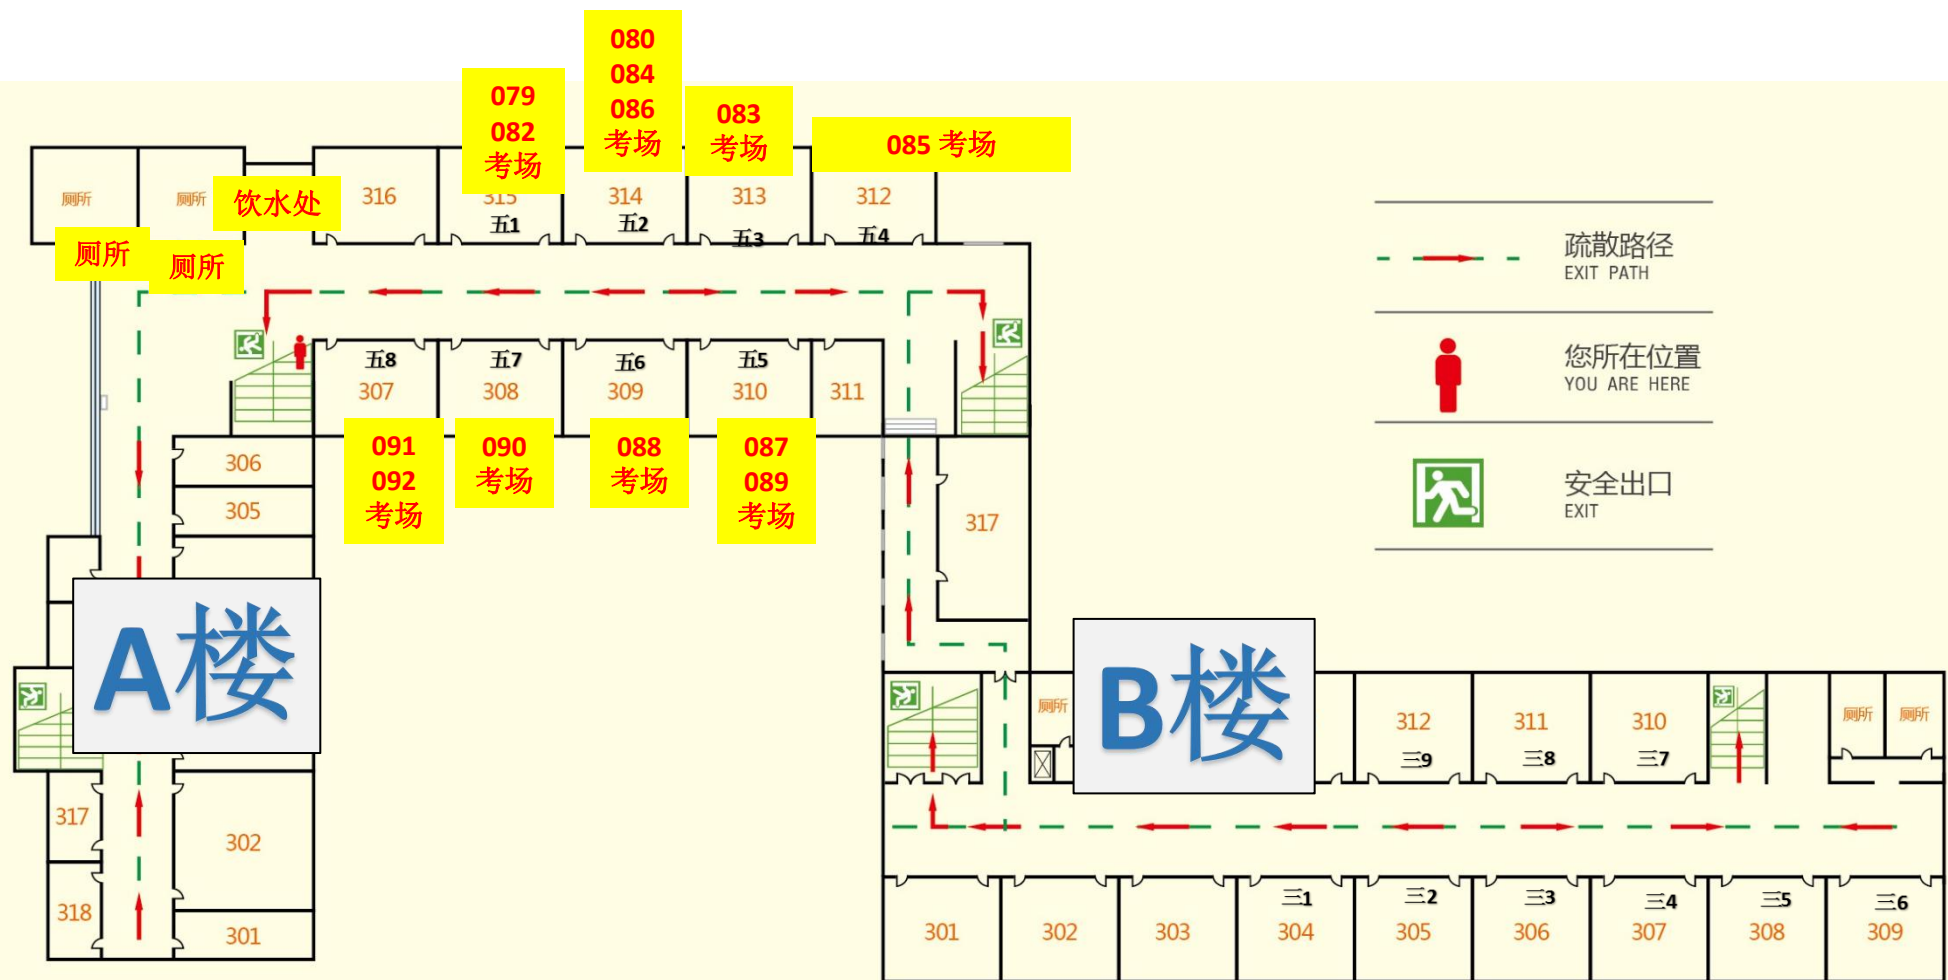 080
084
086
考场
079
082
考场
083
考场
085 考场
厕所
厕所
饮水处
316
315
314
313
312
五1
五2
五3
五4
厕所
厕所
疏散路径
EXIT PATH
您所在位置
YOU ARE HERE
安全出口
EXIT
五8
五7
五6
五5
307
308
309
310
311
091
092
考场
090
考场
088
考场
087
089
考场
306
305
317
A楼
B楼
厕所
312
311
310
厕所
厕所
三9
三8
三7
317
302
318
301
三1
三2
三3
三4
三5
三6
301
302
303
304
305
306
307
308
309